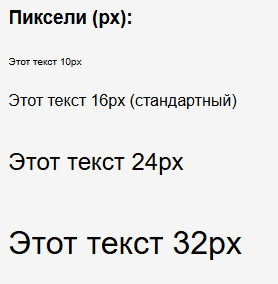 Пиксели (px):
Этот текст 10px
Этот текст 16px (стандартный)
Этот текст 24px
Этот текст 32px